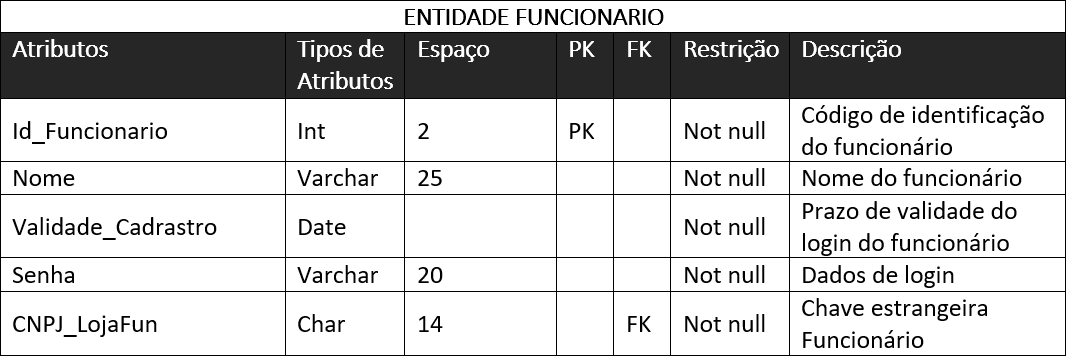 ENTIDADE FUNCIONARIO
Atributos Tipos de Atributos Espaço PK FK Restrição Descrição
Id_Funcionario Int 2 PK Not null Código de identificação do funcionário
Nome Varchar 25 Not null Nome do funcionário
Validade_Cadrastro Date Not null Prazo de validade do login do funcionário
Senha Varchar 20 Not null Dados de login
CNPJ_LojaFun Char 14 FK Not null Chave estrangeira Funcionário